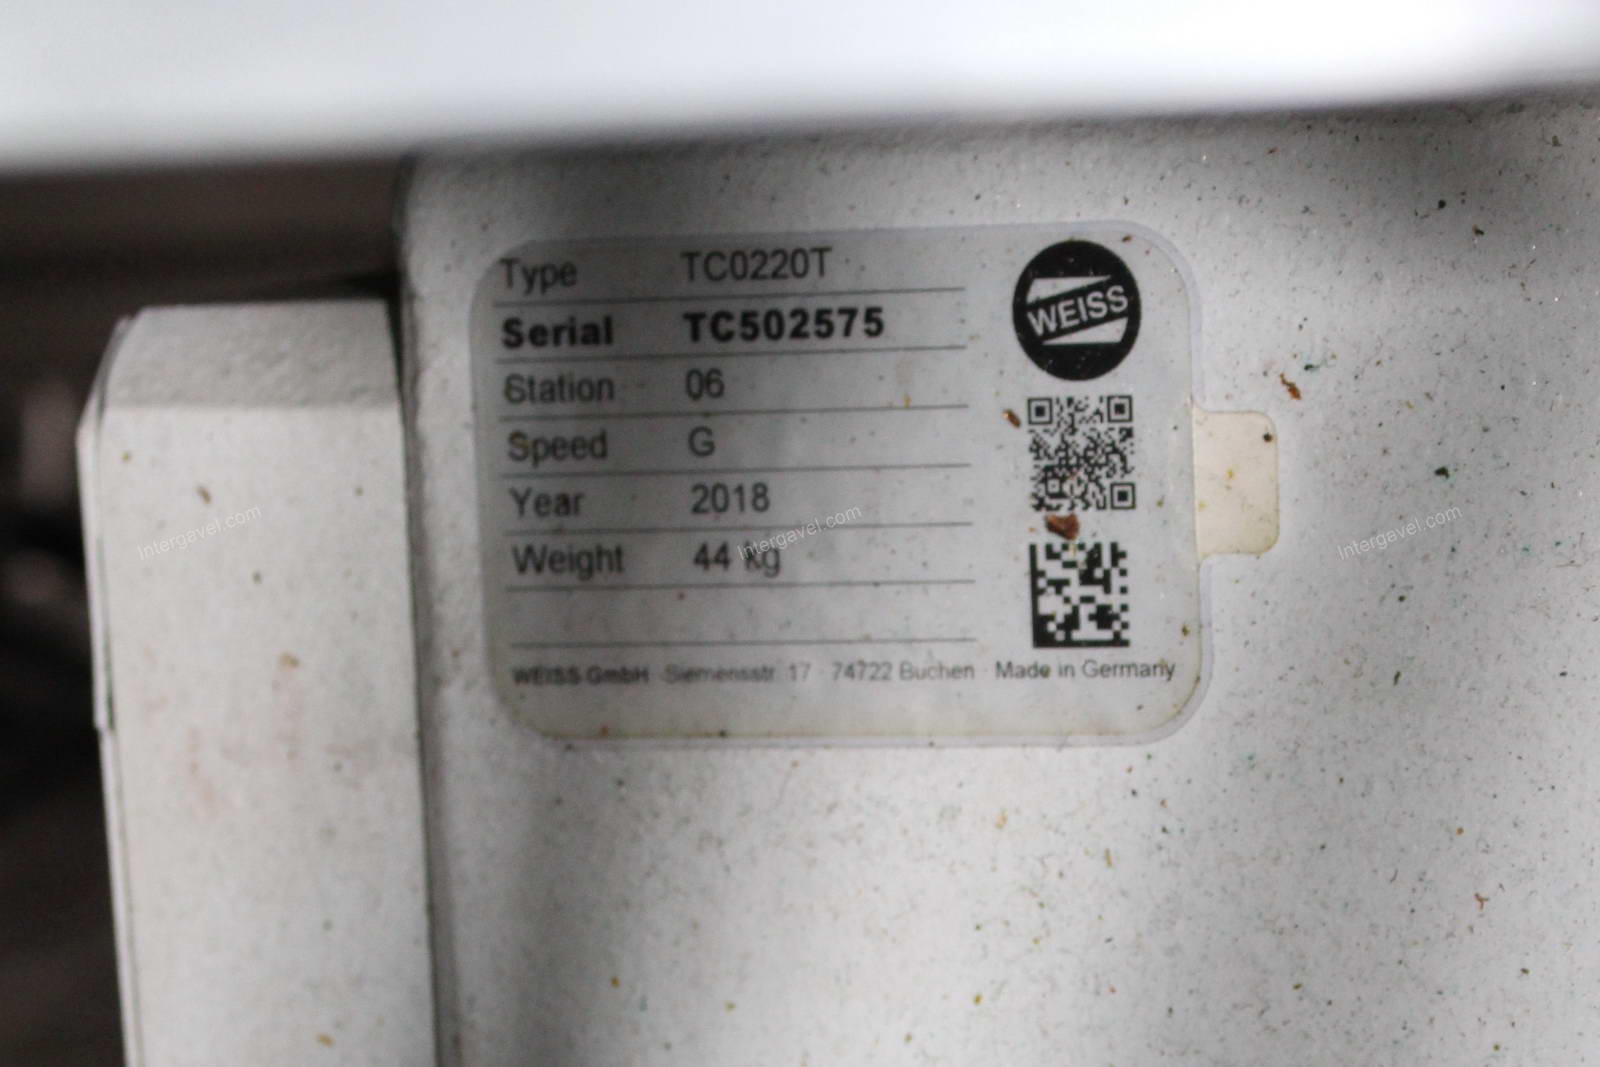 Type TC0220T
Serial TC502575
Station 06
Speed G
Year 2018
Weight 44 kg
WEISS
WEISS GmbH · Siemensstr. 17 · 74722 Buchen · Made in Germany
Intergavel.com
Intergavel.com
Intergavel.com